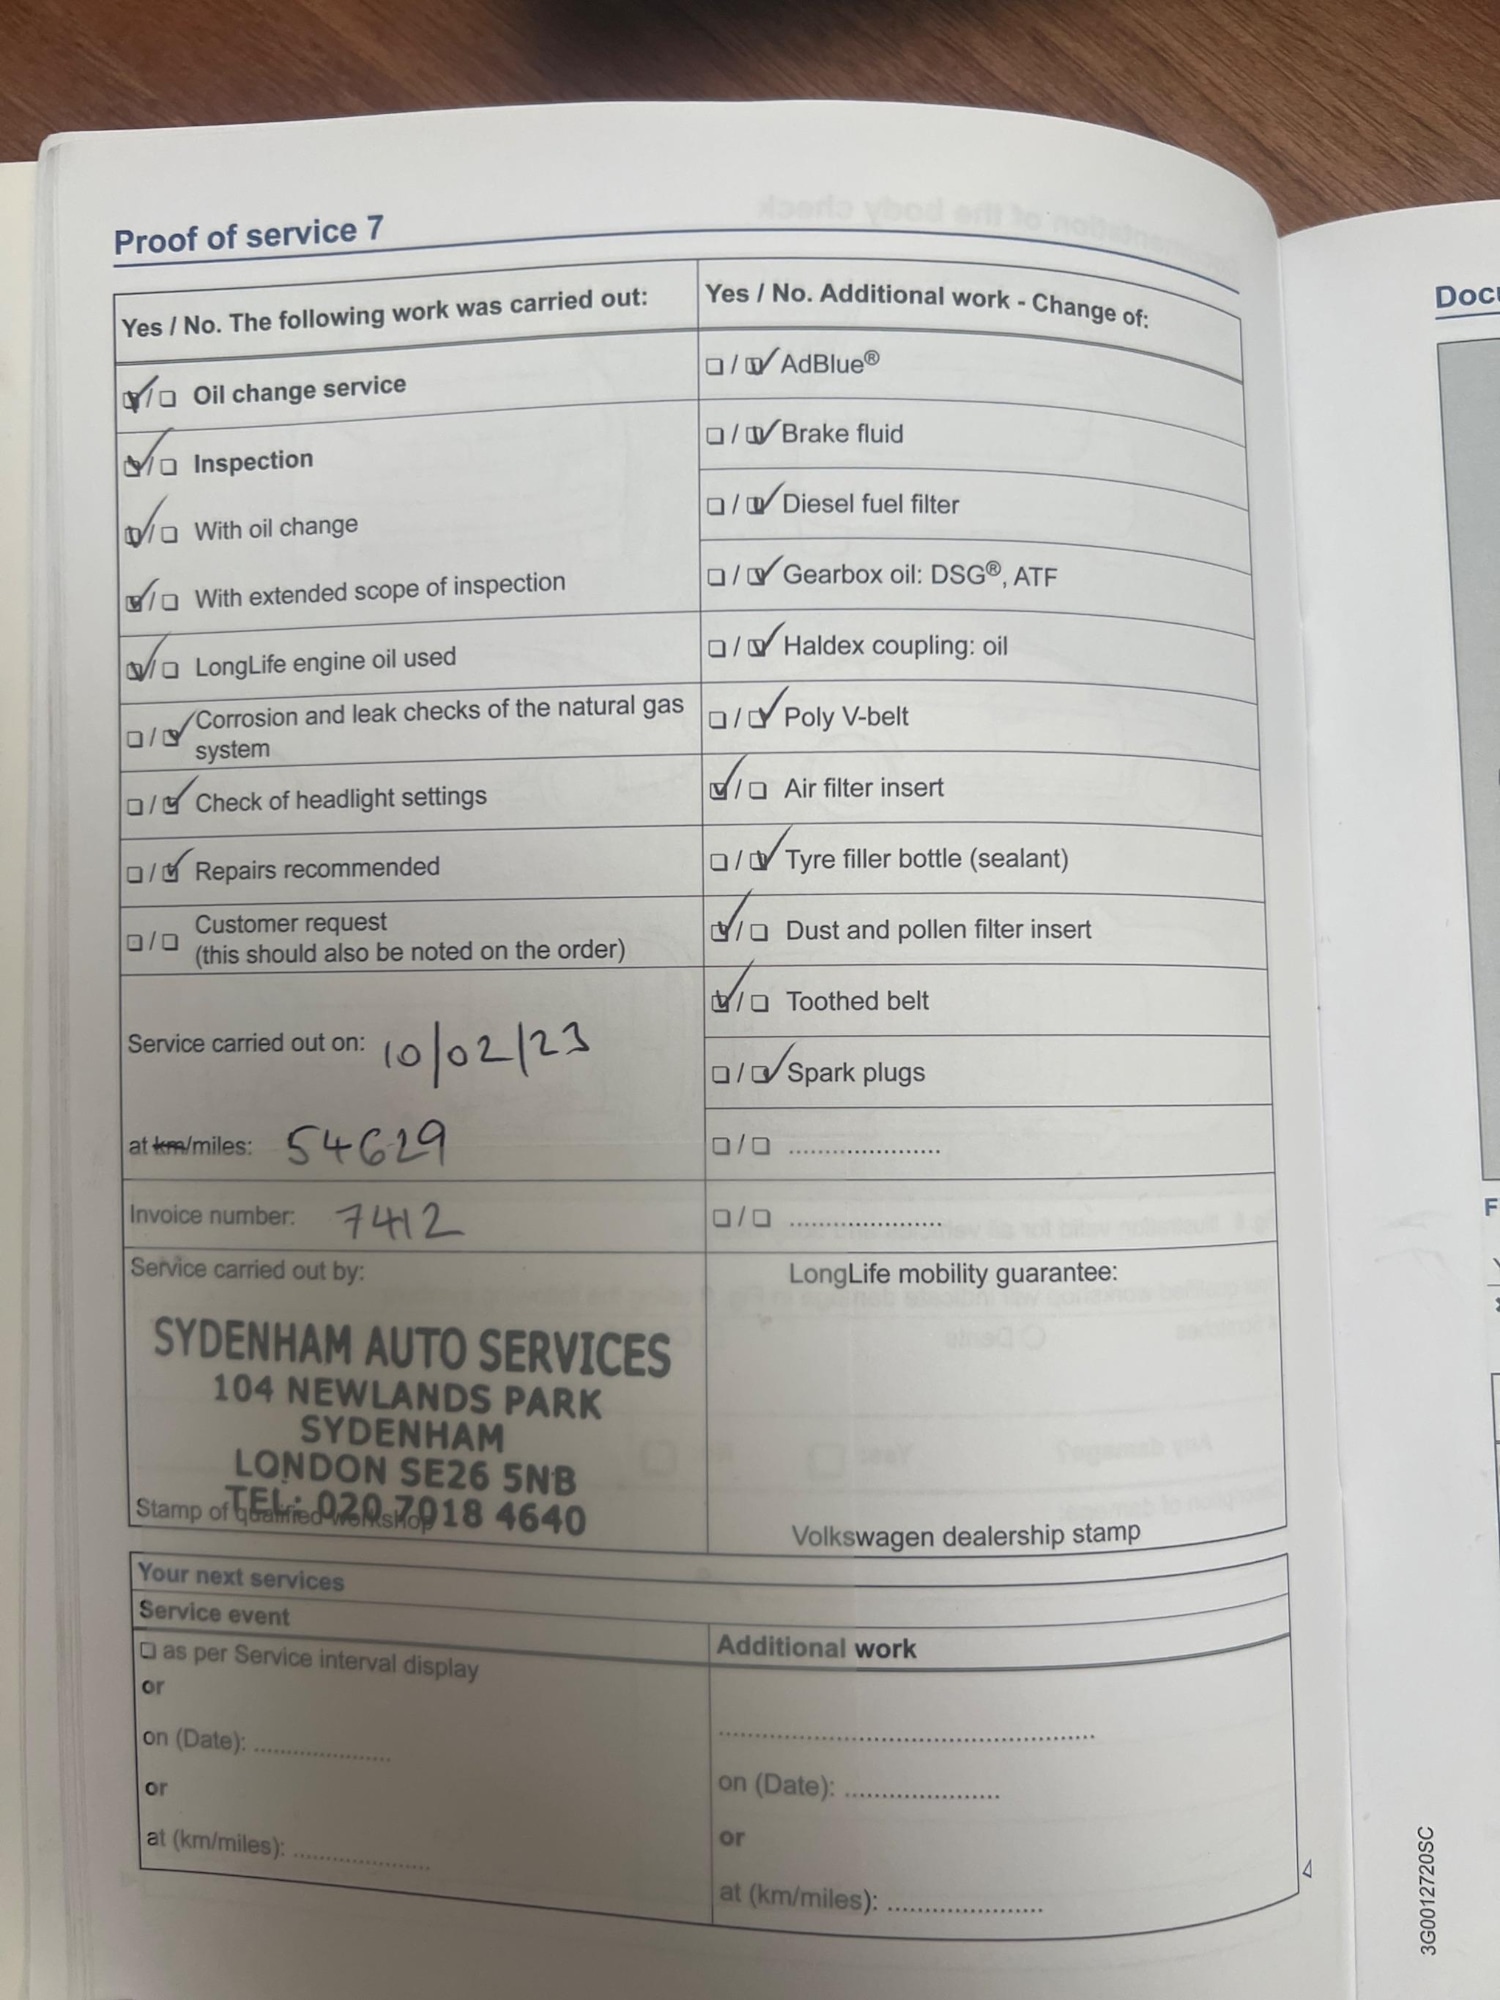 Proof of service 7
Yes / No. The following work was carried out:
☑/☐ Oil change service
☑/☐ Inspection
☑/☐ With oil change
☑/☐ With extended scope of inspection
☑/☐ LongLife engine oil used
☐/☑ Corrosion and leak checks of the natural gas
system
☐/☑ Check of headlight settings
☐/☑ Repairs recommended
☐/☐ Customer request
(this should also be noted on the order)
Service carried out on: 10/02/23
at km/miles: 54629
Invoice number: 7412
Service carried out by:
SYDENHAM AUTO SERVICES
104 NEWLANDS PARK
SYDENHAM
LONDON SE26 5NB
TEL: 020 7018 4640
Stamp of qualified workshop
Yes / No. Additional work - Change of:
☐/☑ AdBlue®
☐/☑ Brake fluid
☐/☑ Diesel fuel filter
☐/☑ Gearbox oil: DSG®, ATF
☐/☑ Haldex coupling: oil
☐/☑ Poly V-belt
☑/☐ Air filter insert
☐/☑ Tyre filler bottle (sealant)
☑/☐ Dust and pollen filter insert
☑/☐ Toothed belt
☐/☑ Spark plugs
☐/☐ .....................
☐/☐ .....................
LongLife mobility guarantee:
Volkswagen dealership stamp
Your next services
Service event
☐ as per Service interval display
or
on (Date): ...................
or
at (km/miles): ...................
Additional work
.....................................................
on (Date): .....................
or
at (km/miles): .....................
3G0012720SC